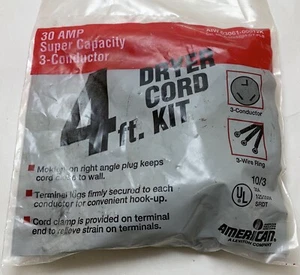 30 AMP
Super Capacity
3-Conductor
4 ft.
DRYER
CORD
KIT
3-Conductor
3-Wire Ring
Molded on right angle plug keeps
cord close to wall.
Terminal lugs firmly secured to each
conductor for convenient hook-up.
Cord clamp is provided on terminal
end to relieve strain on terminals.
10/3
UL
AMERICAN